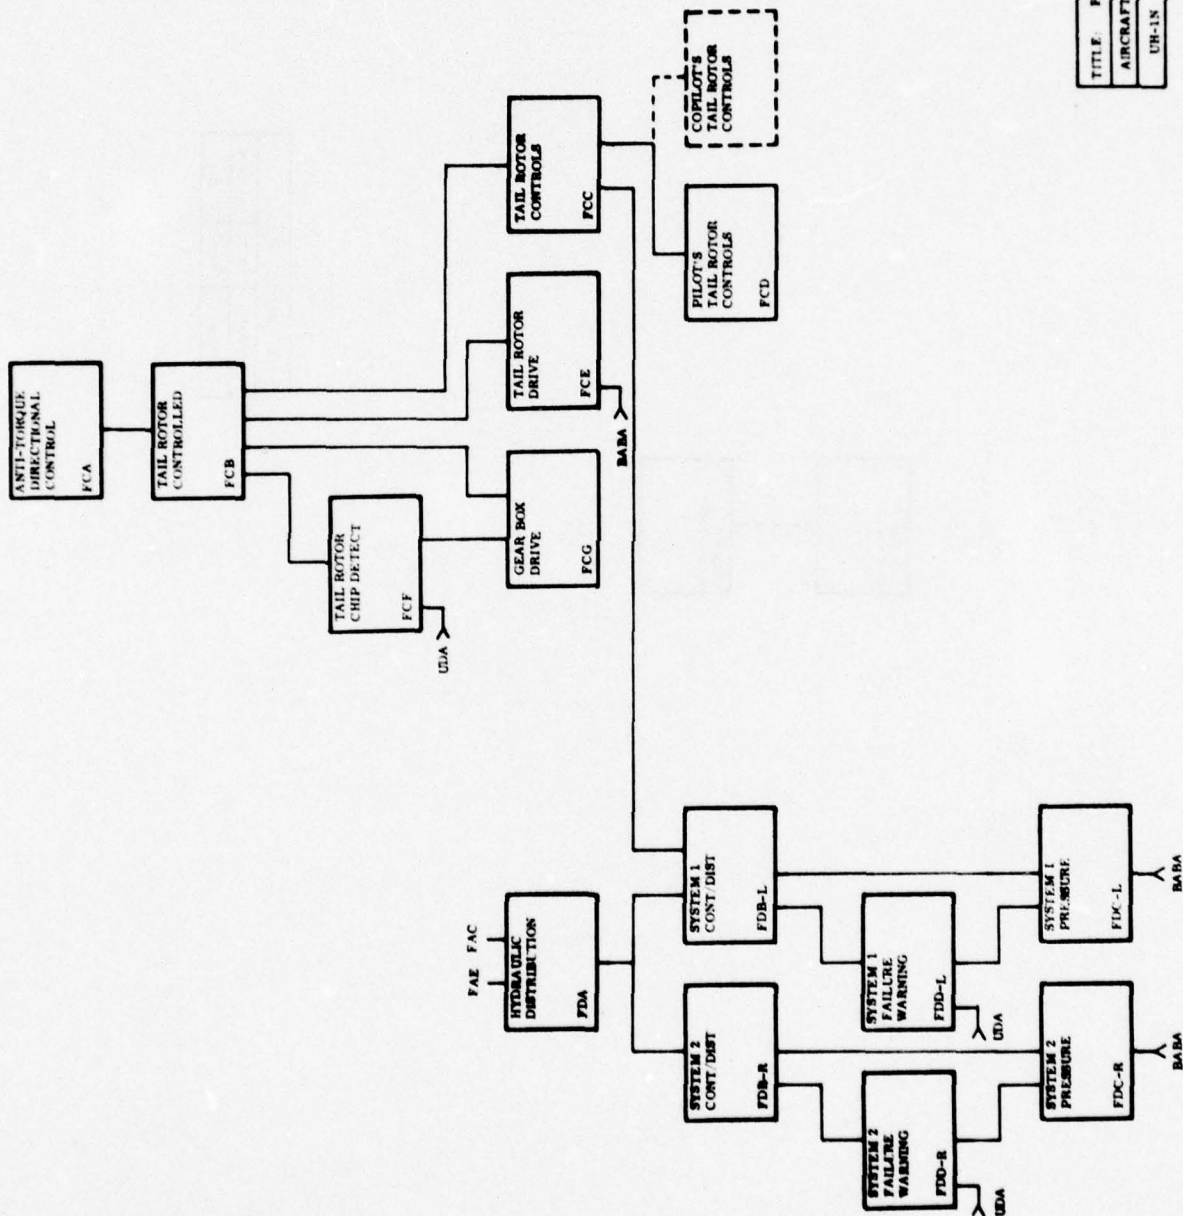 TITLE:
AIRCRAFT
UH-1N
ANTI-TORQUE
DIRECTIONAL
CONTROL
FCA
TAIL ROTOR
CONTROLLED
FCB
TAIL ROTOR
CHIP DETECT
FCF
UDA
GEAR BOX
DRIVE
FCG
TAIL ROTOR
DRIVE
FCE
BABA
TAIL ROTOR
CONTROLS
FCC
PILOT'S
TAIL ROTOR
CONTROLS
FCD
COPILOT'S
TAIL ROTOR
CONTROLS
FAE FAC
HYDRAULIC
DISTRIBUTION
FDA
SYSTEM 2
CONT/DIST
FDB-R
SYSTEM 1
CONT/DIST
FDB-L
SYSTEM 2
FAILURE
WARNING
FDD-R
UDA
SYSTEM 1
FAILURE
WARNING
FDD-L
UDA
SYSTEM 2
PRESSURE
FDC-R
BABA
SYSTEM 1
PRESSURE
FDC-L
BABA